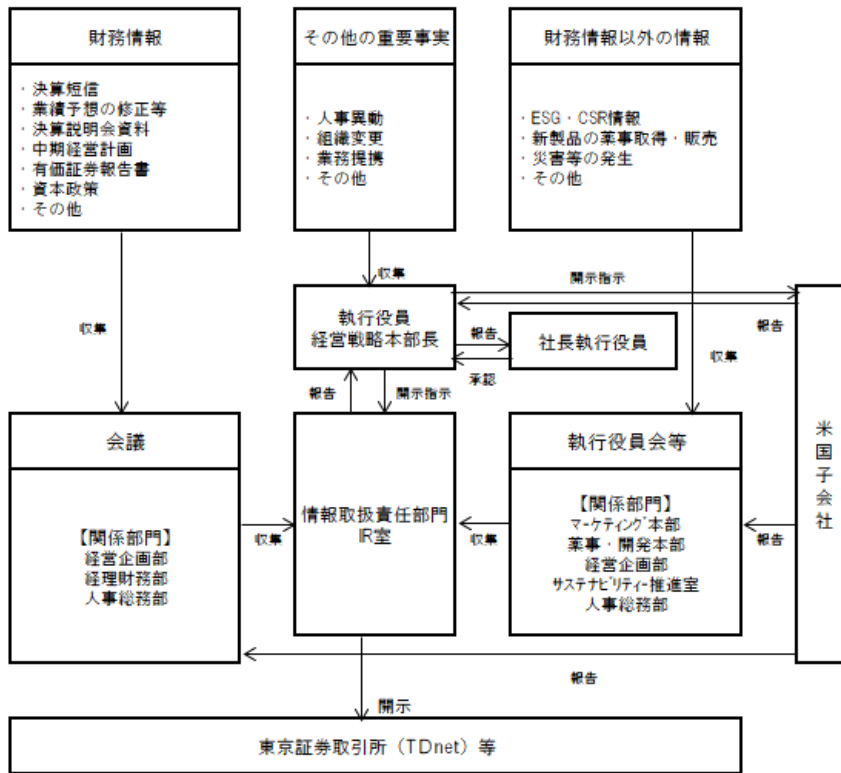 財務情報
・決算短信
・業績予想の修正等
・決算説明会資料
・中期経営計画
・有価証券報告書
・資本政策
・その他
その他の重要事実
・人事異動
・組織変更
・業務提携
・その他
財務情報以外の情報
・ESG・CSR情報
・新製品の薬事取得・販売
・災害等の発生
・その他
収集
収集
収集
開示指示
報告
執行役員
経営戦略本部長
報告
承認
社長執行役員
報告
開示指示
米国子会社
会議
【関係部門】
経営企画部
経理財務部
人事総務部
収集
情報取扱責任部門
IR室
収集
執行役員会等
【関係部門】
マーケティング本部
薬事・開発本部
経営企画部
サステナビリティー推進室
人事総務部
報告
報告
開示
東京証券取引所（TDnet）等